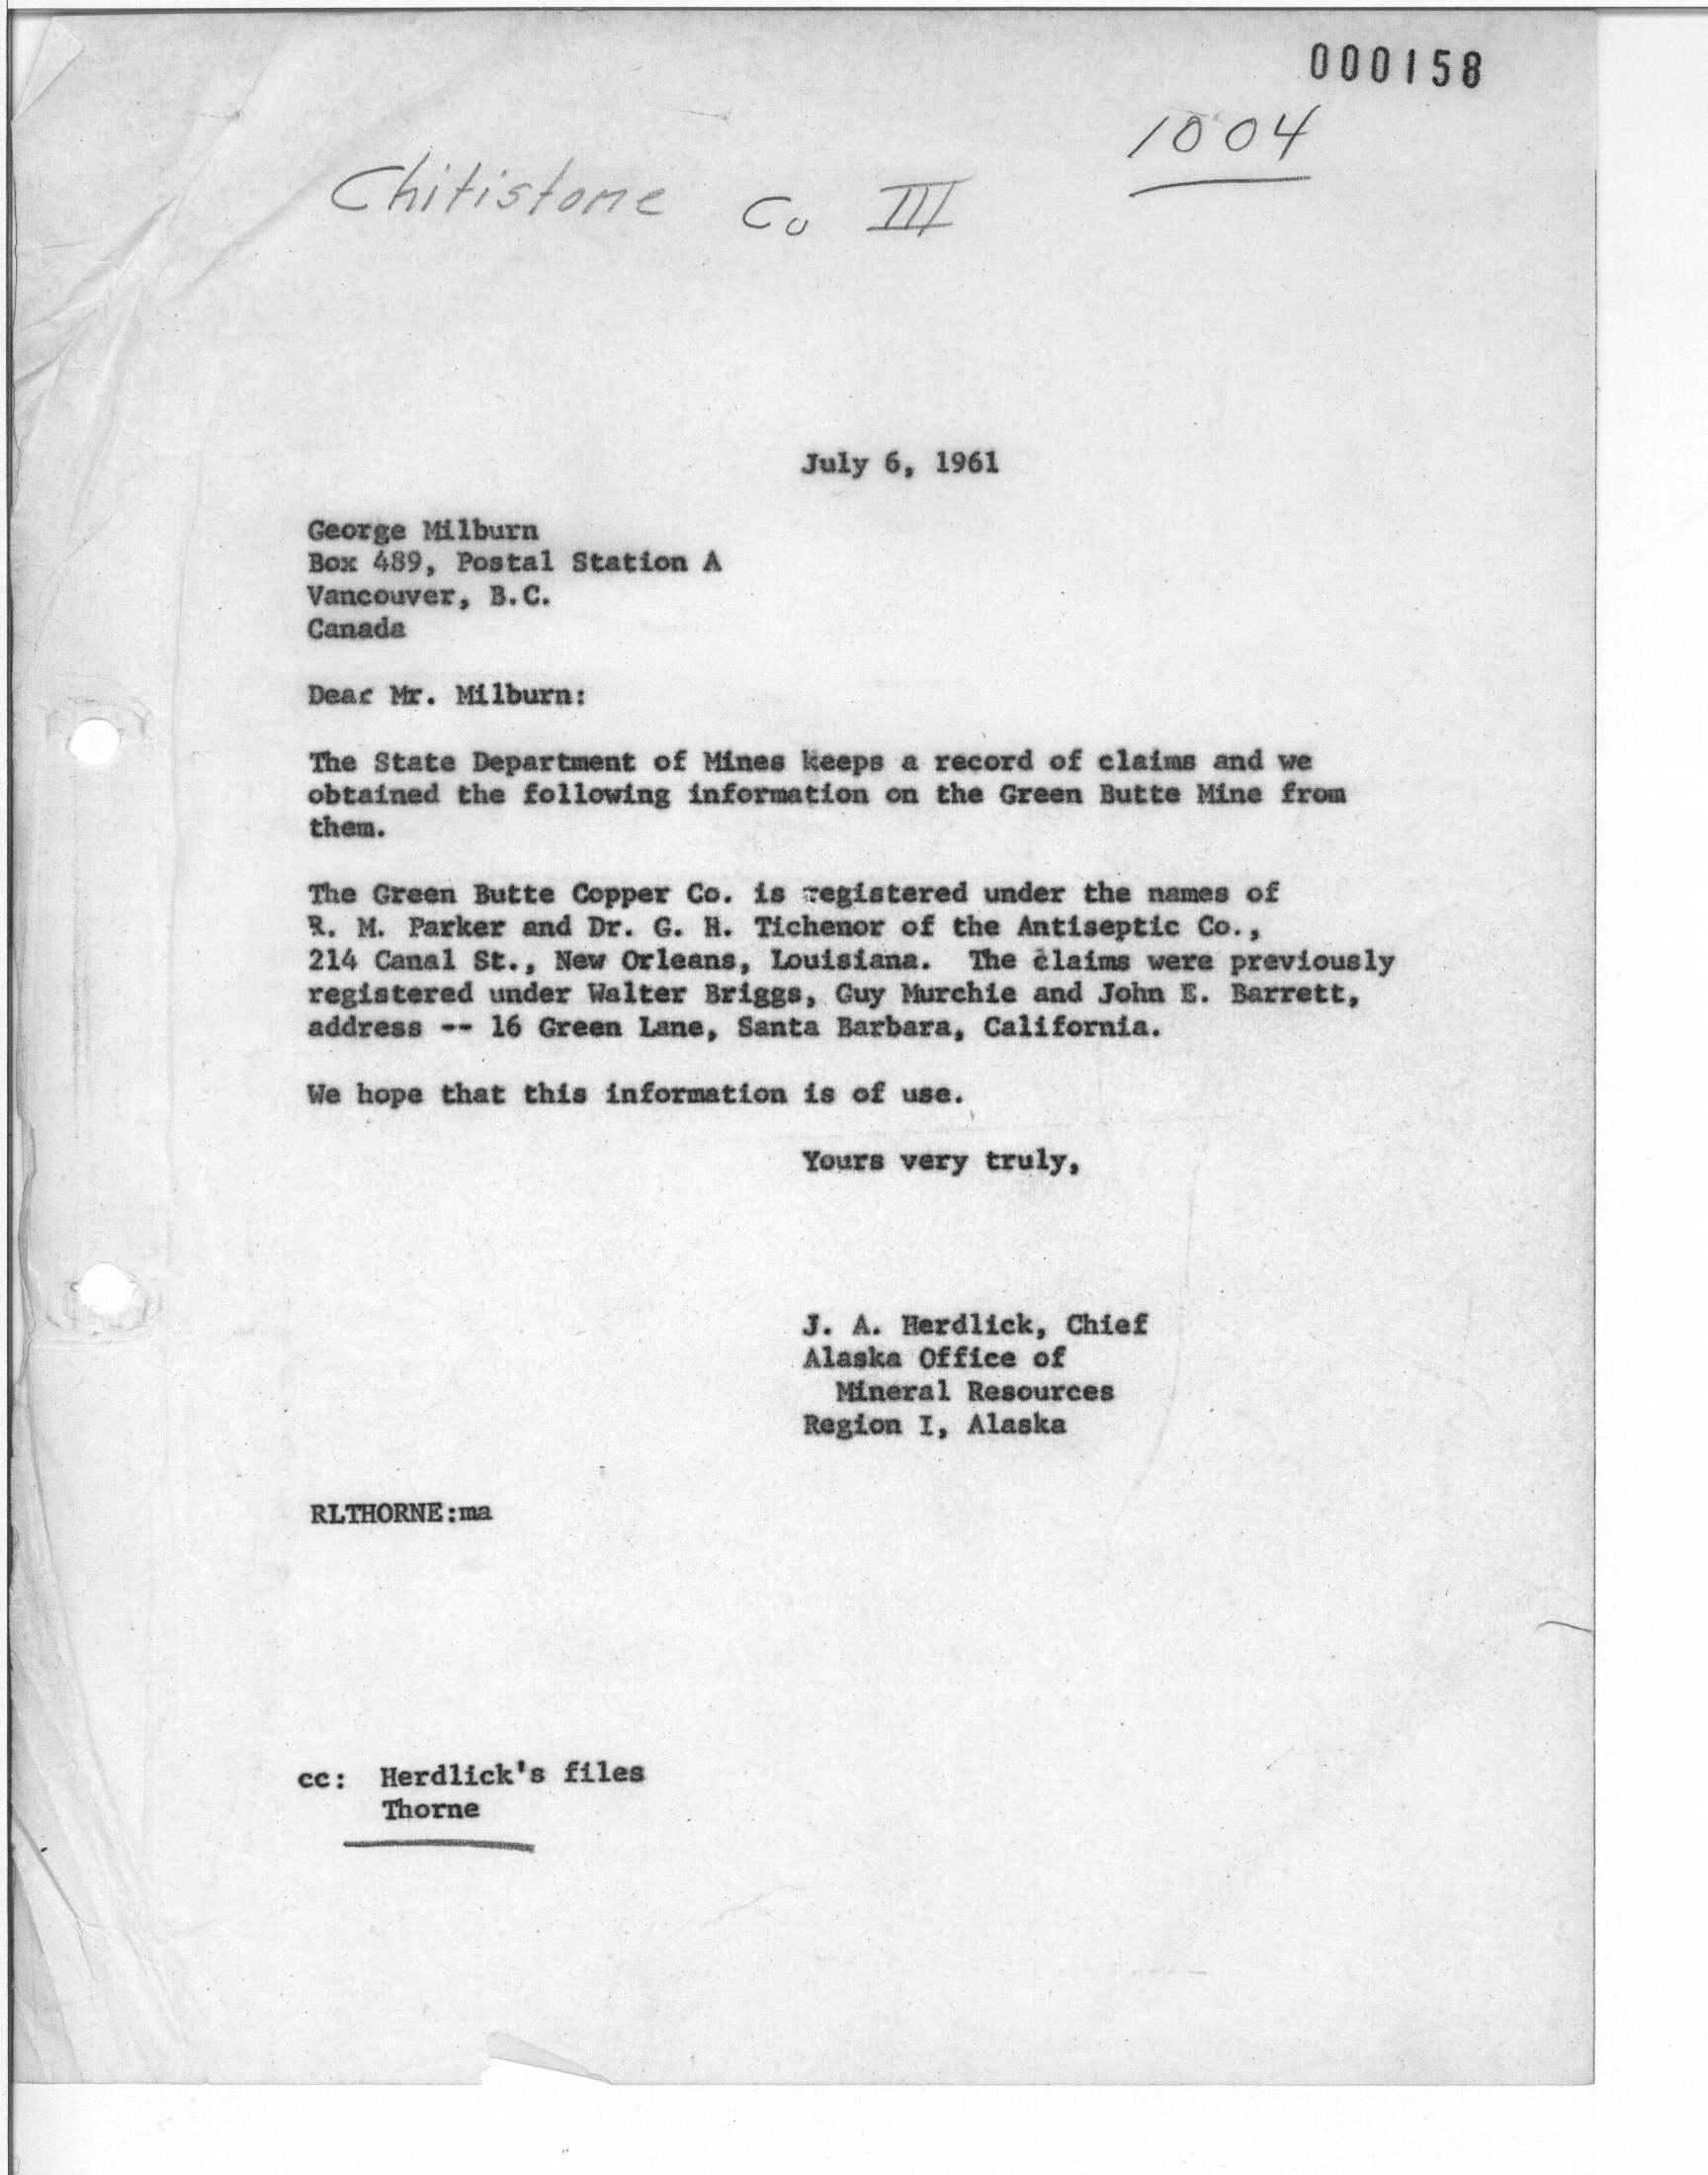 000158
1004
Chitistone Cu III
July 6, 1961
George Milburn
Box 489, Postal Station A
Vancouver, B.C.
Canada
Dear Mr. Milburn:
The State Department of Mines keeps a record of claims and we
obtained the following information on the Green Butte Mine from
them.
The Green Butte Copper Co. is registered under the names of
R. M. Parker and Dr. G. H. Tichenor of the Antiseptic Co.,
214 Canal St., New Orleans, Louisiana. The claims were previously
registered under Walter Briggs, Guy Murchie and John E. Barrett,
address -- 16 Green Lane, Santa Barbara, California.
We hope that this information is of use.
Yours very truly,
J. A. Herdlick, Chief
Alaska Office of
Mineral Resources
Region I, Alaska
RLTHORNE:ma
cc: Herdlick's files
Thorne